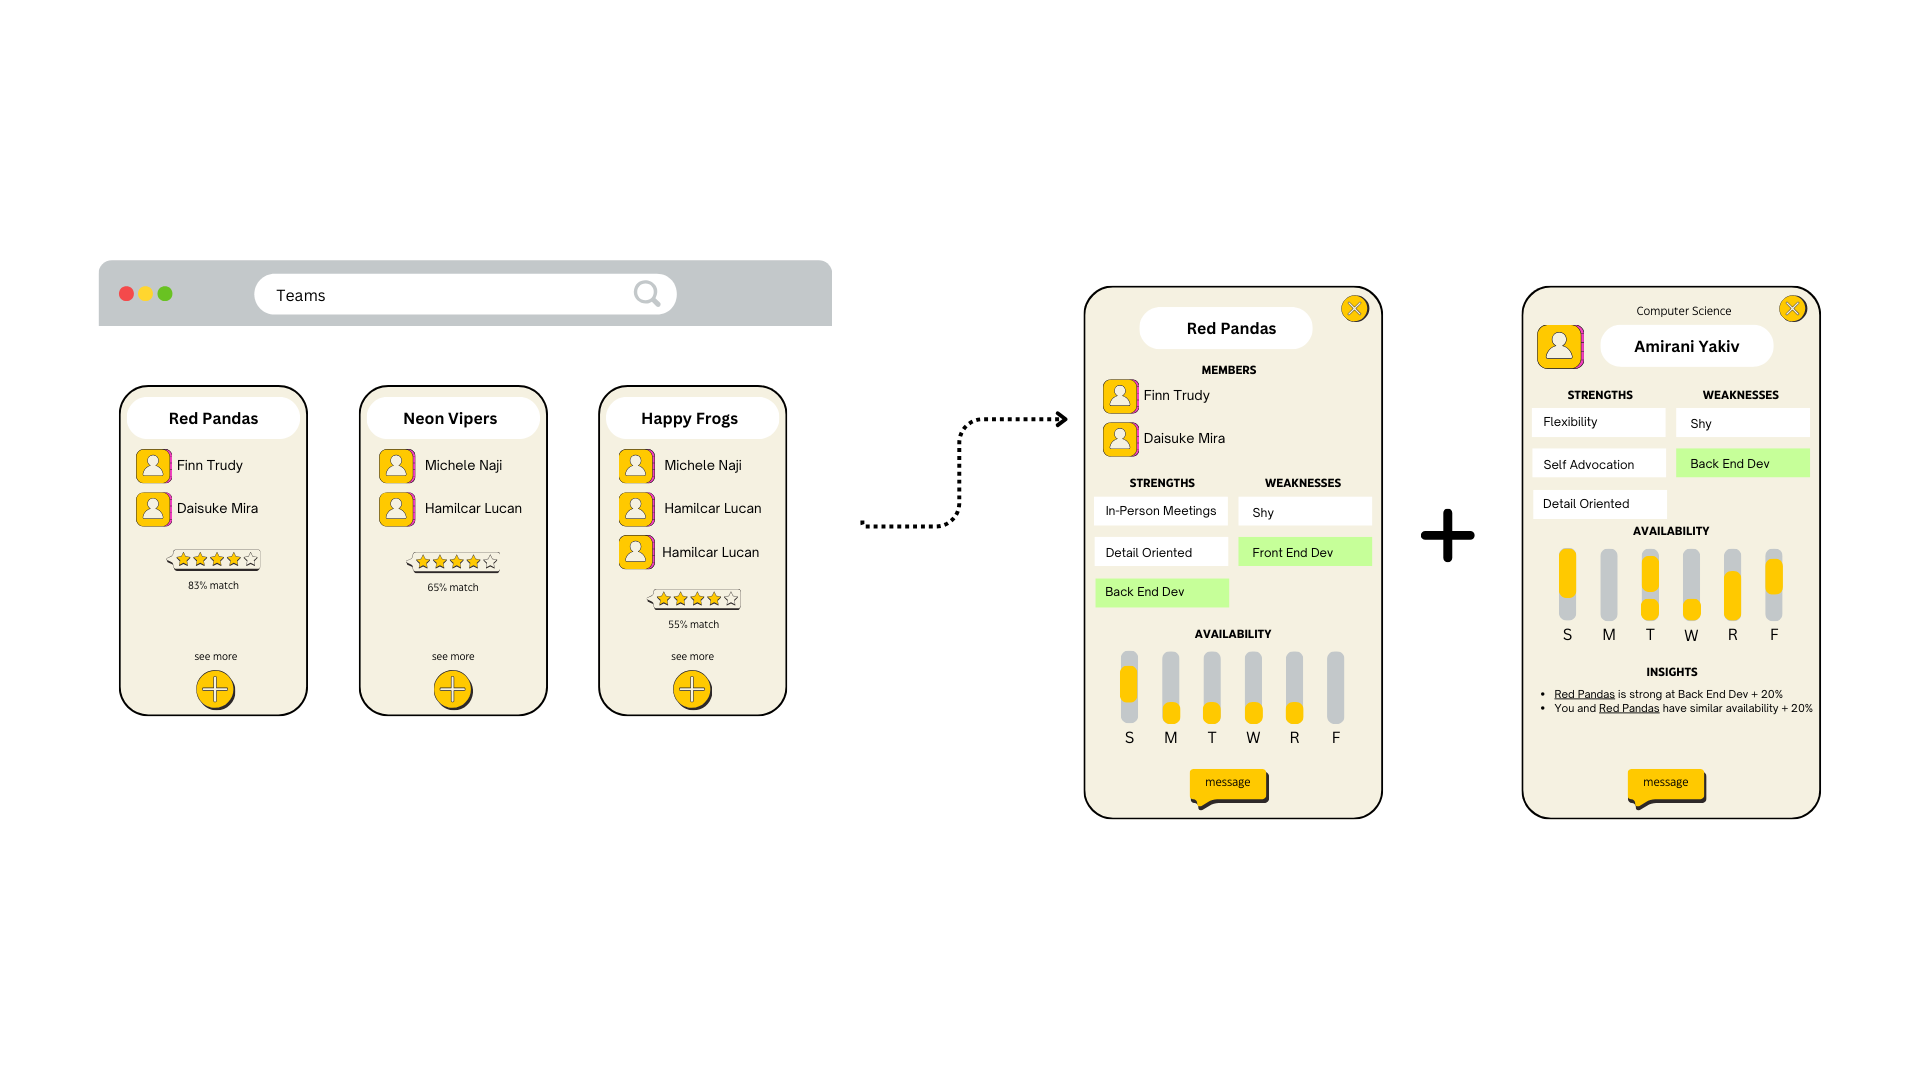 Teams
Red Pandas
Finn Trudy
Daisuke Mira
83% match
see more
Neon Vipers
Michele Naji
Hamilcar Lucan
65% match
see more
Happy Frogs
Michele Naji
Hamilcar Lucan
Hamilcar Lucan
55% match
see more
Red Pandas
MEMBERS
Finn Trudy
Daisuke Mira
STRENGTHS WEAKNESSES
In-Person Meetings Shy
Detail Oriented Front End Dev
Back End Dev
AVAILABILITY
S M T W R F
message
Computer Science
Amirani Yakiv
STRENGTHS WEAKNESSES
Flexibility Shy
Self Advocation Back End Dev
Detail Oriented
AVAILABILITY
S M T W R F
INSIGHTS
• Red Pandas is strong at Back End Dev + 20%
• You and Red Pandas have similar availability + 20%
message